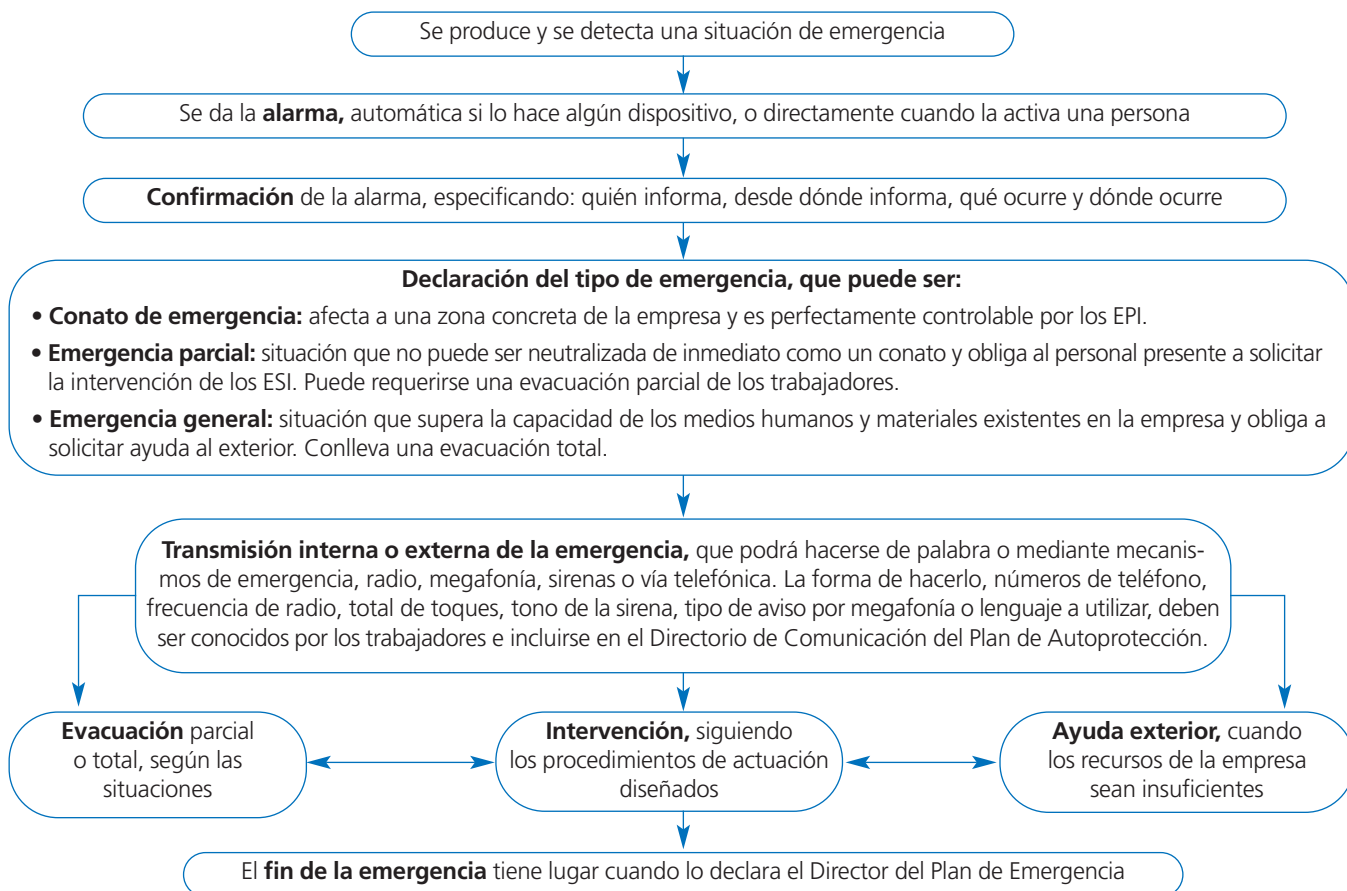 Se produce y se detecta una situación de emergencia
Se da la alarma, automática si lo hace algún dispositivo, o directamente cuando la activa una persona
Confirmación de la alarma, especificando: quién informa, desde dónde informa, qué ocurre y dónde ocurre
Declaración del tipo de emergencia, que puede ser:
• Conato de emergencia: afecta a una zona concreta de la empresa y es perfectamente controlable por los EPI.
• Emergencia parcial: situación que no puede ser neutralizada de inmediato como un conato y obliga al personal presente a solicitar
la intervención de los ESI. Puede requerirse una evacuación parcial de los trabajadores.
• Emergencia general: situación que supera la capacidad de los medios humanos y materiales existentes en la empresa y obliga a
solicitar ayuda al exterior. Conlleva una evacuación total.
Transmisión interna o externa de la emergencia, que podrá hacerse de palabra o mediante mecanis-
mos de emergencia, radio, megafonía, sirenas o vía telefónica. La forma de hacerlo, números de teléfono,
frecuencia de radio, total de toques, tono de la sirena, tipo de aviso por megafonía o lenguaje a utilizar, deben
ser conocidos por los trabajadores e incluirse en el Directorio de Comunicación del Plan de Autoprotección.
Evacuación parcial
o total, según las
situaciones
Intervención, siguiendo
los procedimientos de actuación
diseñados
Ayuda exterior, cuando
los recursos de la empresa
sean insuficientes
El fin de la emergencia tiene lugar cuando lo declara el Director del Plan de Emergencia